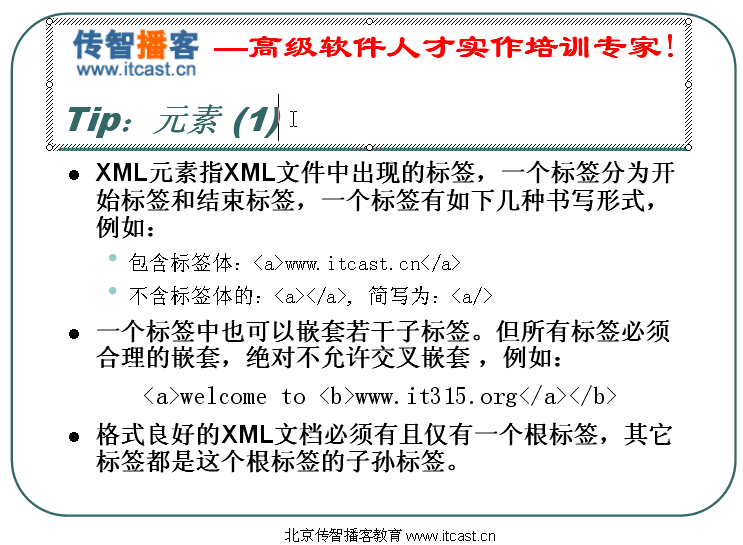 传智播客 —高级软件人才实作培训专家!
www.itcast.cn
Tip：元素 (1)
XML元素指XML文件中出现的标签，一个标签分为开
始标签和结束标签，一个标签有如下几种书写形式，
例如：
包含标签体：<a>www.itcast.cn</a>
不含标签体的：<a></a>, 简写为：<a/>
一个标签中也可以嵌套若干子标签。但所有标签必须
合理的嵌套，绝对不允许交叉嵌套 ，例如：
<a>welcome to <b>www.it315.org</a></b>
格式良好的XML文档必须有且仅有一个根标签，其它
标签都是这个根标签的子孙标签。
北京传智播客教育 www.itcast.cn